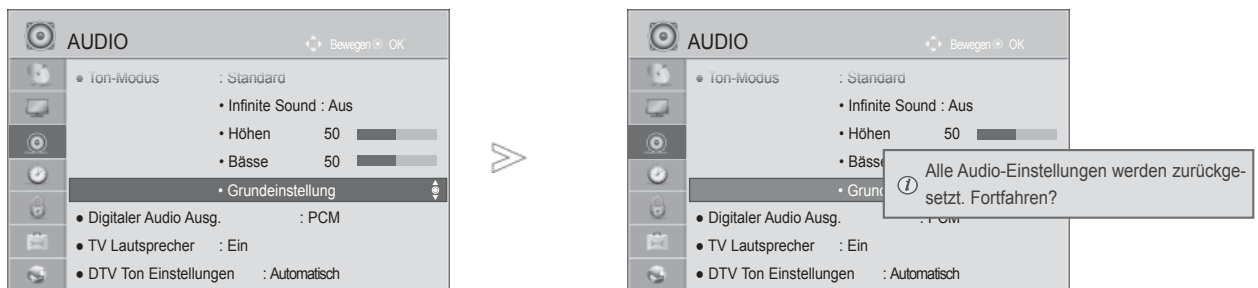 AUDIO
Bewegen OK
● Ton-Modus : Standard
• Infinite Sound : Aus
• Höhen 50
• Bässe 50
• Grundeinstellung
● Digitaler Audio Ausg. : PCM
● TV Lautsprecher : Ein
● DTV Ton Einstellungen : Automatisch
AUDIO
Bewegen OK
● Ton-Modus : Standard
• Infinite Sound : Aus
• Höhen 50
• Bässe
• Grund
Alle Audio-Einstellungen werden zurückge-
setzt. Fortfahren?
● Digitaler Audio Ausg. : PCM
● TV Lautsprecher : Ein
● DTV Ton Einstellungen : Automatisch